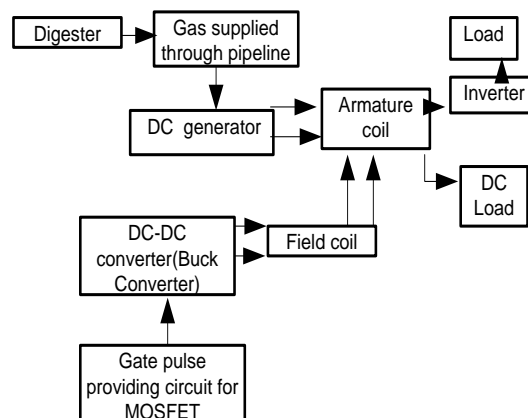 Digester
Gas supplied
through pipeline
Load
Inverter
DC generator
Armature
coil
DC
Load
DC-DC
converter(Buck
Converter)
Field coil
Gate pulse
providing circuit for
MOSFET